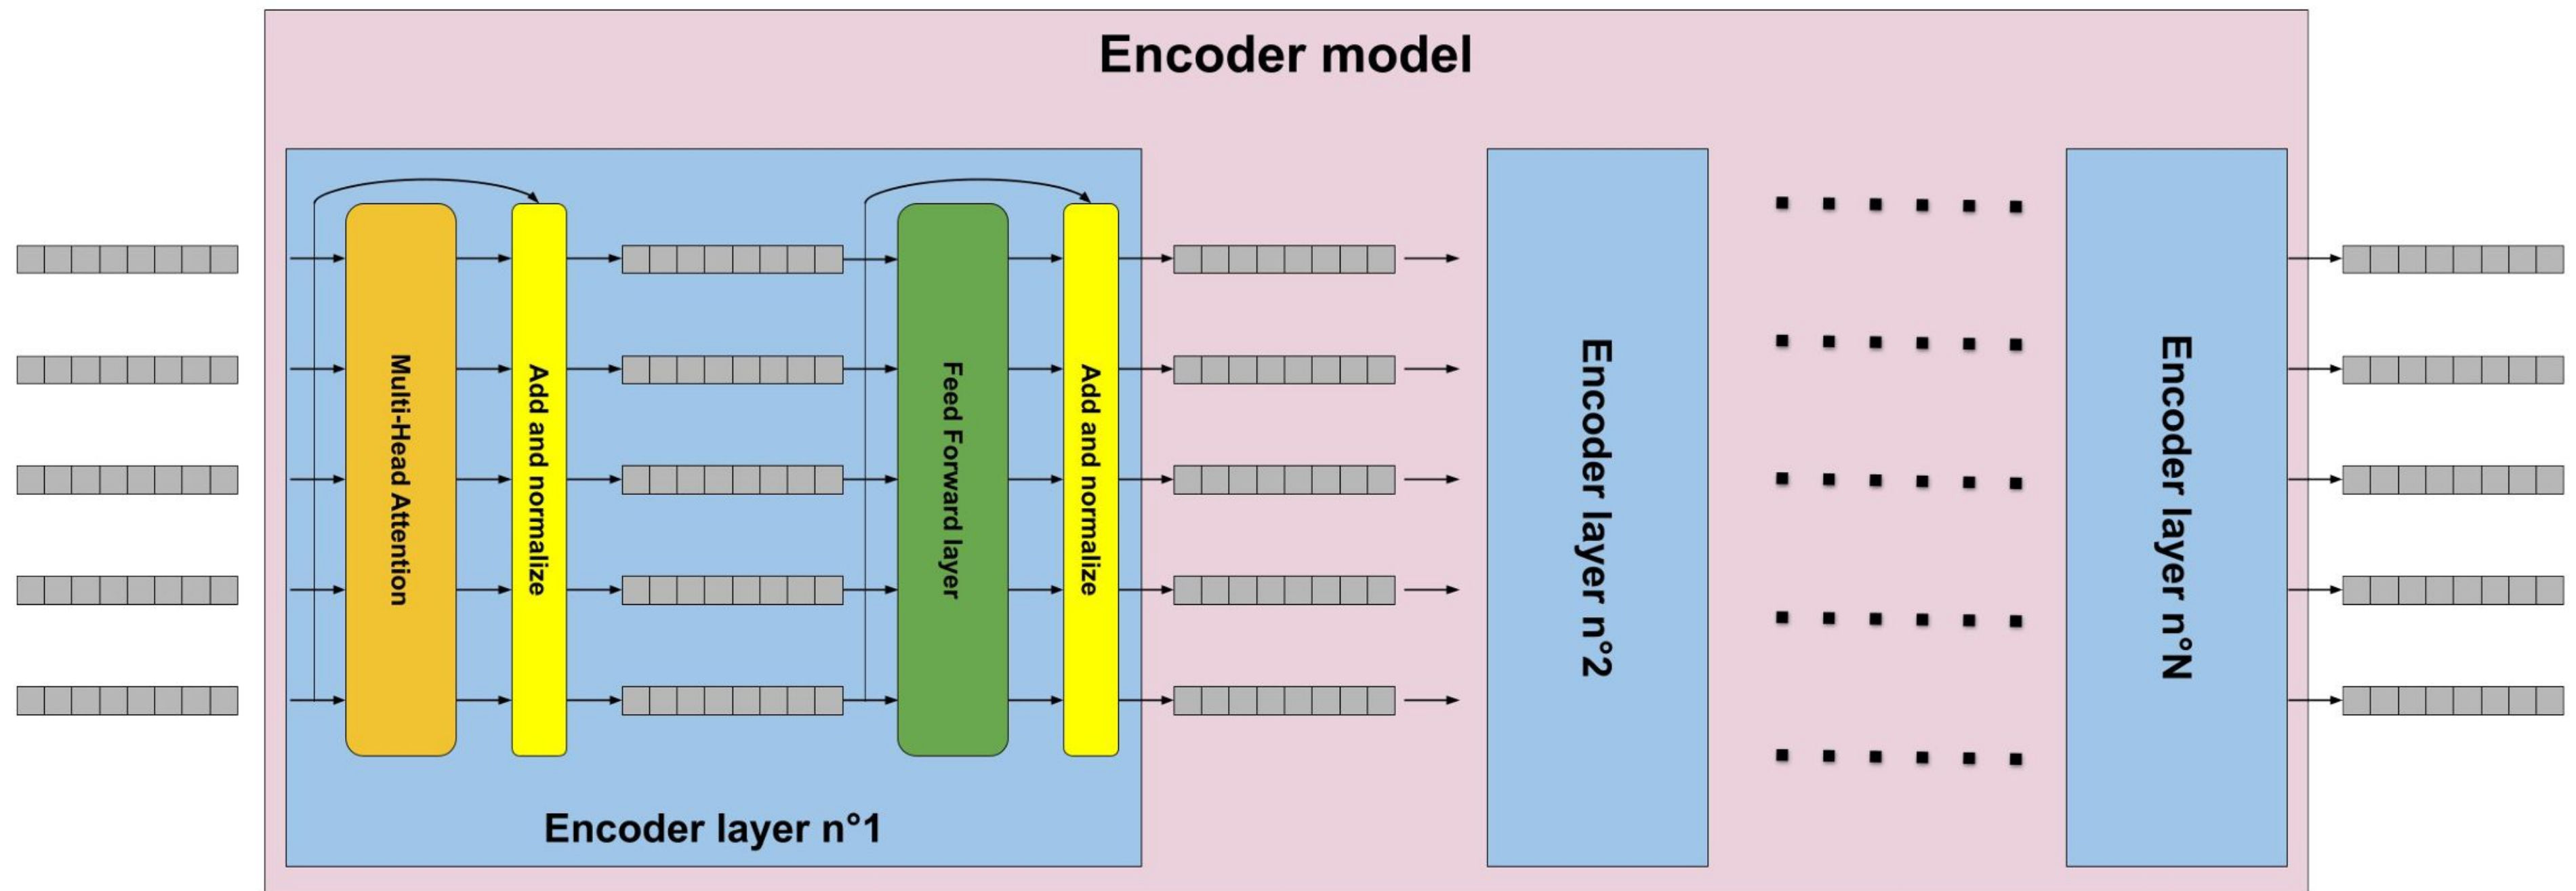 Encoder model
Multi-Head Attention
Add and normalize
Feed Forward layer
Add and normalize
Encoder layer n°1
Encoder layer n°2
Encoder layer n°N